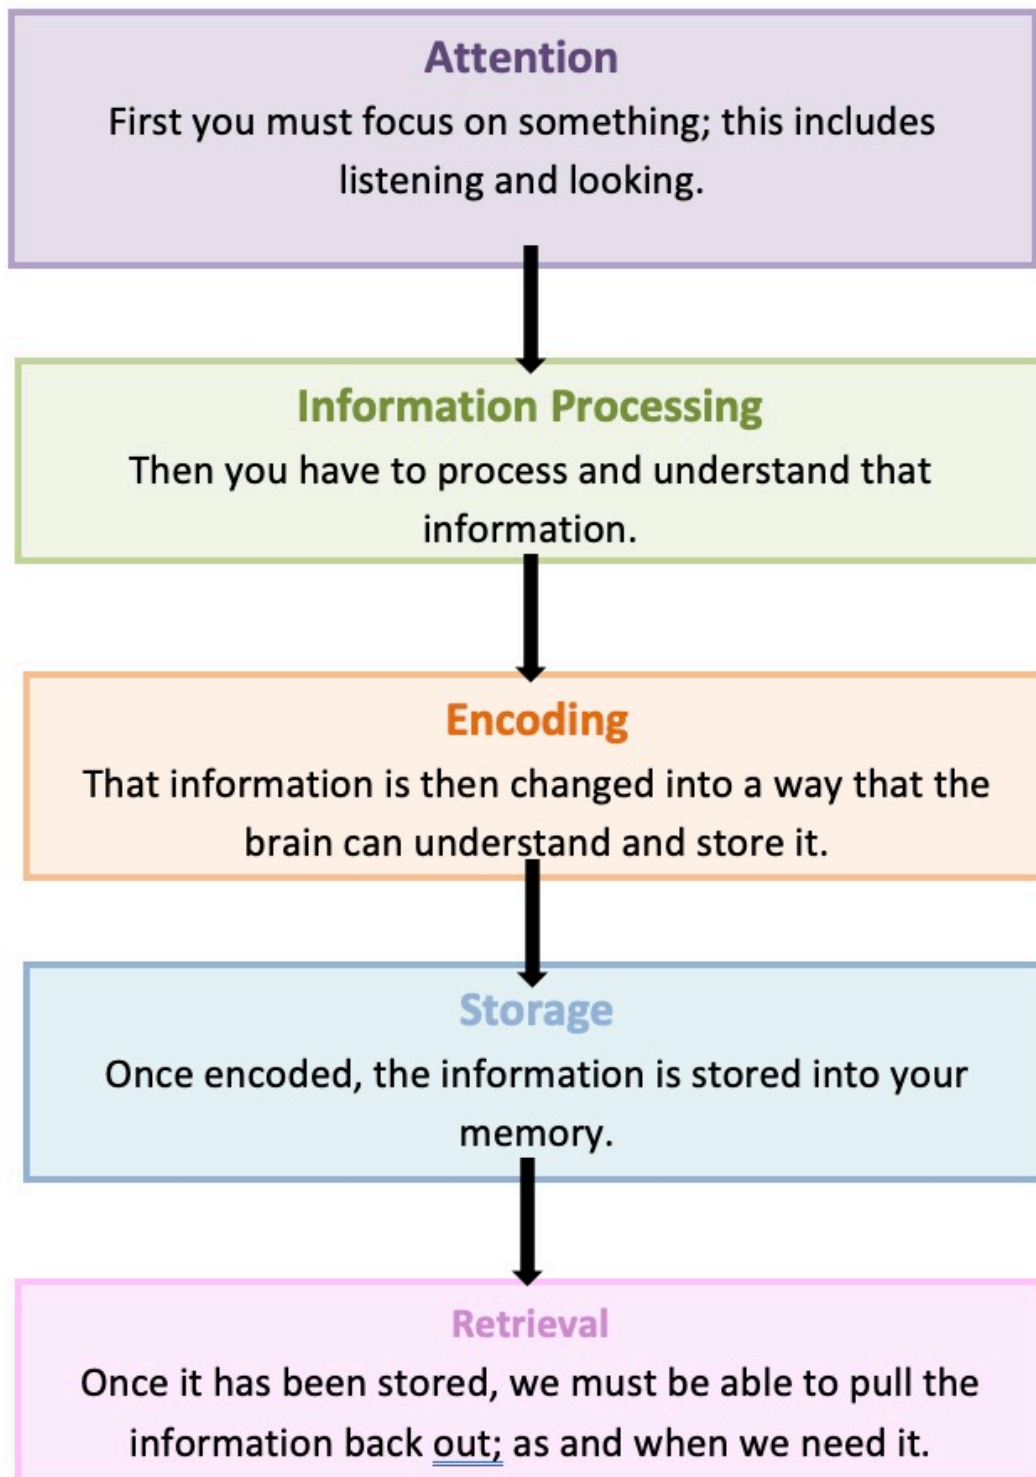 Attention
First you must focus on something; this includes
listening and looking.
Information Processing
Then you have to process and understand that
information.
Encoding
That information is then changed into a way that the
brain can understand and store it.
Storage
Once encoded, the information is stored into your
memory.
Retrieval
Once it has been stored, we must be able to pull the
information back out; as and when we need it.